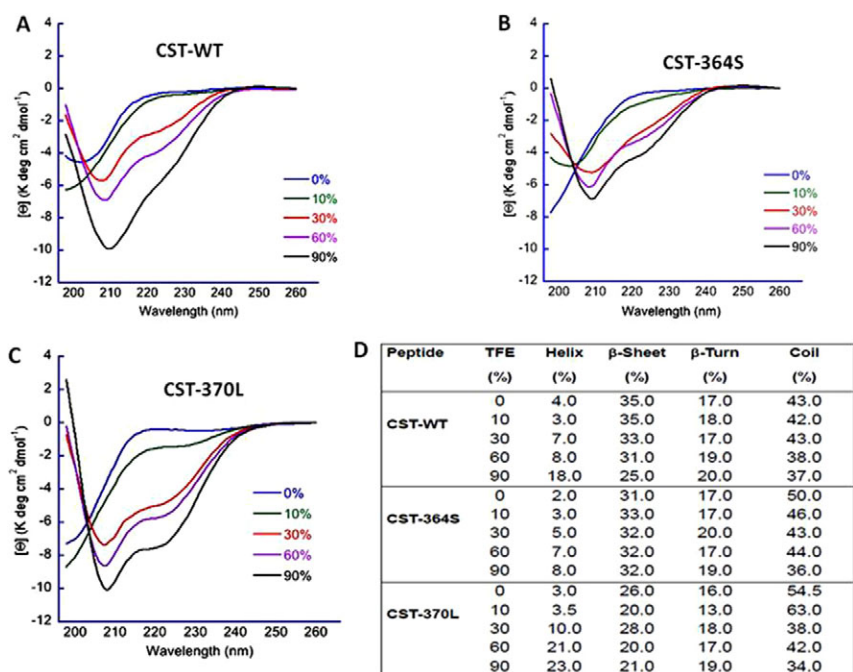 A
CST-WT
4
2
0
-2
-4
-6
-8
-10
-12
[Θ] (K deg cm² dmol⁻¹)
0%
10%
30%
60%
90%
200 210 220 230 240 250 260
Wavelength (nm)
B
CST-364S
4
2
0
-2
-4
-6
-8
-10
-12
[Θ] (K deg cm² dmol⁻¹)
0%
10%
30%
60%
90%
200 210 220 230 240 250 260
Wavelength (nm)
C
CST-370L
4
2
0
-2
-4
-6
-8
-10
-12
[Θ] (K deg cm² dmol⁻¹)
0%
10%
30%
60%
90%
200 210 220 230 240 250 260
Wavelength (nm)
D
Peptide TFE Helix β-Sheet β-Turn Coil
(%) (%) (%) (%) (%)
0 4.0 35.0 17.0 43.0
10 3.0 35.0 18.0 42.0
CST-WT
30 7.0 33.0 17.0 43.0
60 8.0 31.0 19.0 38.0
90 18.0 25.0 20.0 37.0
0 2.0 31.0 17.0 50.0
10 3.0 33.0 17.0 46.0
CST-364S
30 5.0 32.0 20.0 43.0
60 7.0 32.0 17.0 44.0
90 8.0 32.0 19.0 36.0
0 3.0 26.0 16.0 54.5
10 3.5 20.0 13.0 63.0
CST-370L
30 10.0 28.0 18.0 38.0
60 21.0 20.0 17.0 42.0
90 23.0 21.0 19.0 34.0